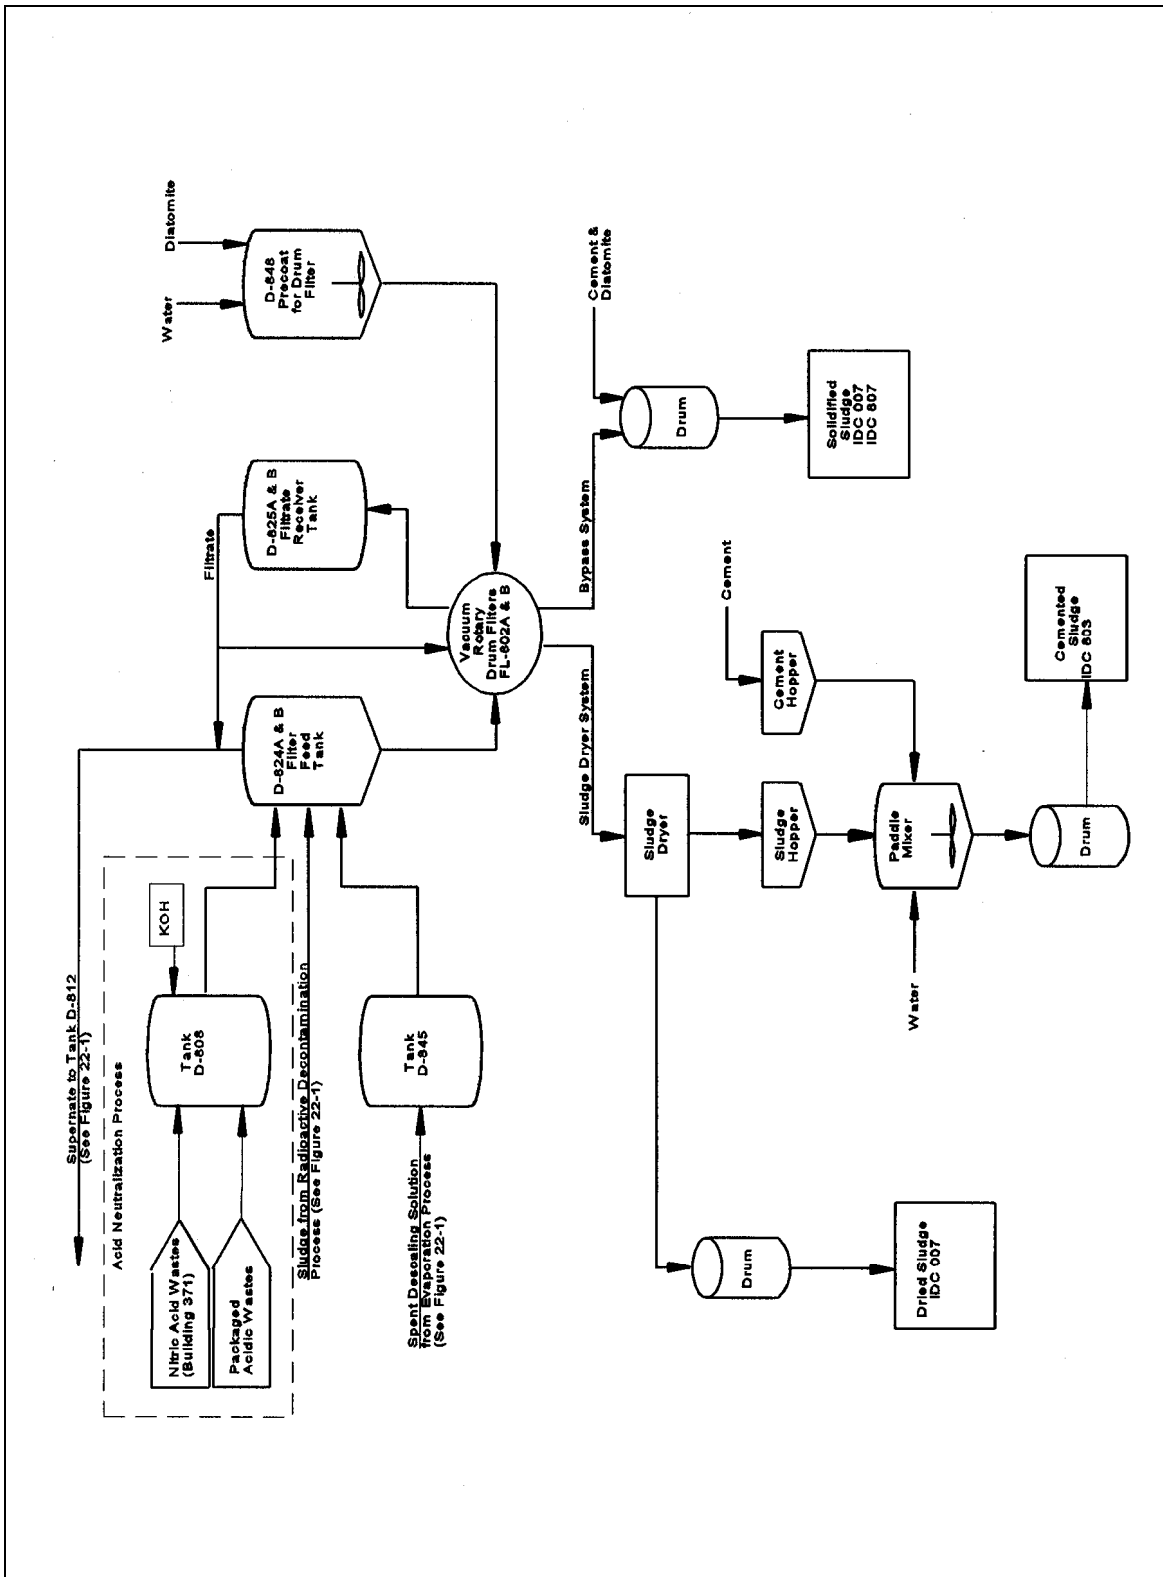 Supernate to Tank D-812
(See Figure 22-1)
Acid Neutralization Process
Nitric Acid Wastes
(Building 371)
Packaged
Acidic Wastes
Tank
D-808
KOH
Sludge from Radioactive Decontamination
Process (See Figure 22-1)
Spent Descaling Solution
from Evaporation Process
(See Figure 22-1)
Tank
D-845
D-824A & B
Filter
Feed
Tank
Filtrate
D-825A & B
Filtrate
Receiver
Tank
Water
Diatomite
D-848
Precoat
for Drum
Filter
Vacuum
Rotary
Drum Filters
FL-802A & B
Sludge Dryer System
Bypass System
Cement &
Diatomite
Drum
Solidified
Sludge
IDC 007
IDC 807
Sludge
Dryer
Sludge
Hopper
Cement
Hopper
Cement
Water
Paddle
Mixer
Drum
Cemented
Sludge
IDC 803
Drum
Dried Sludge
IDC 007